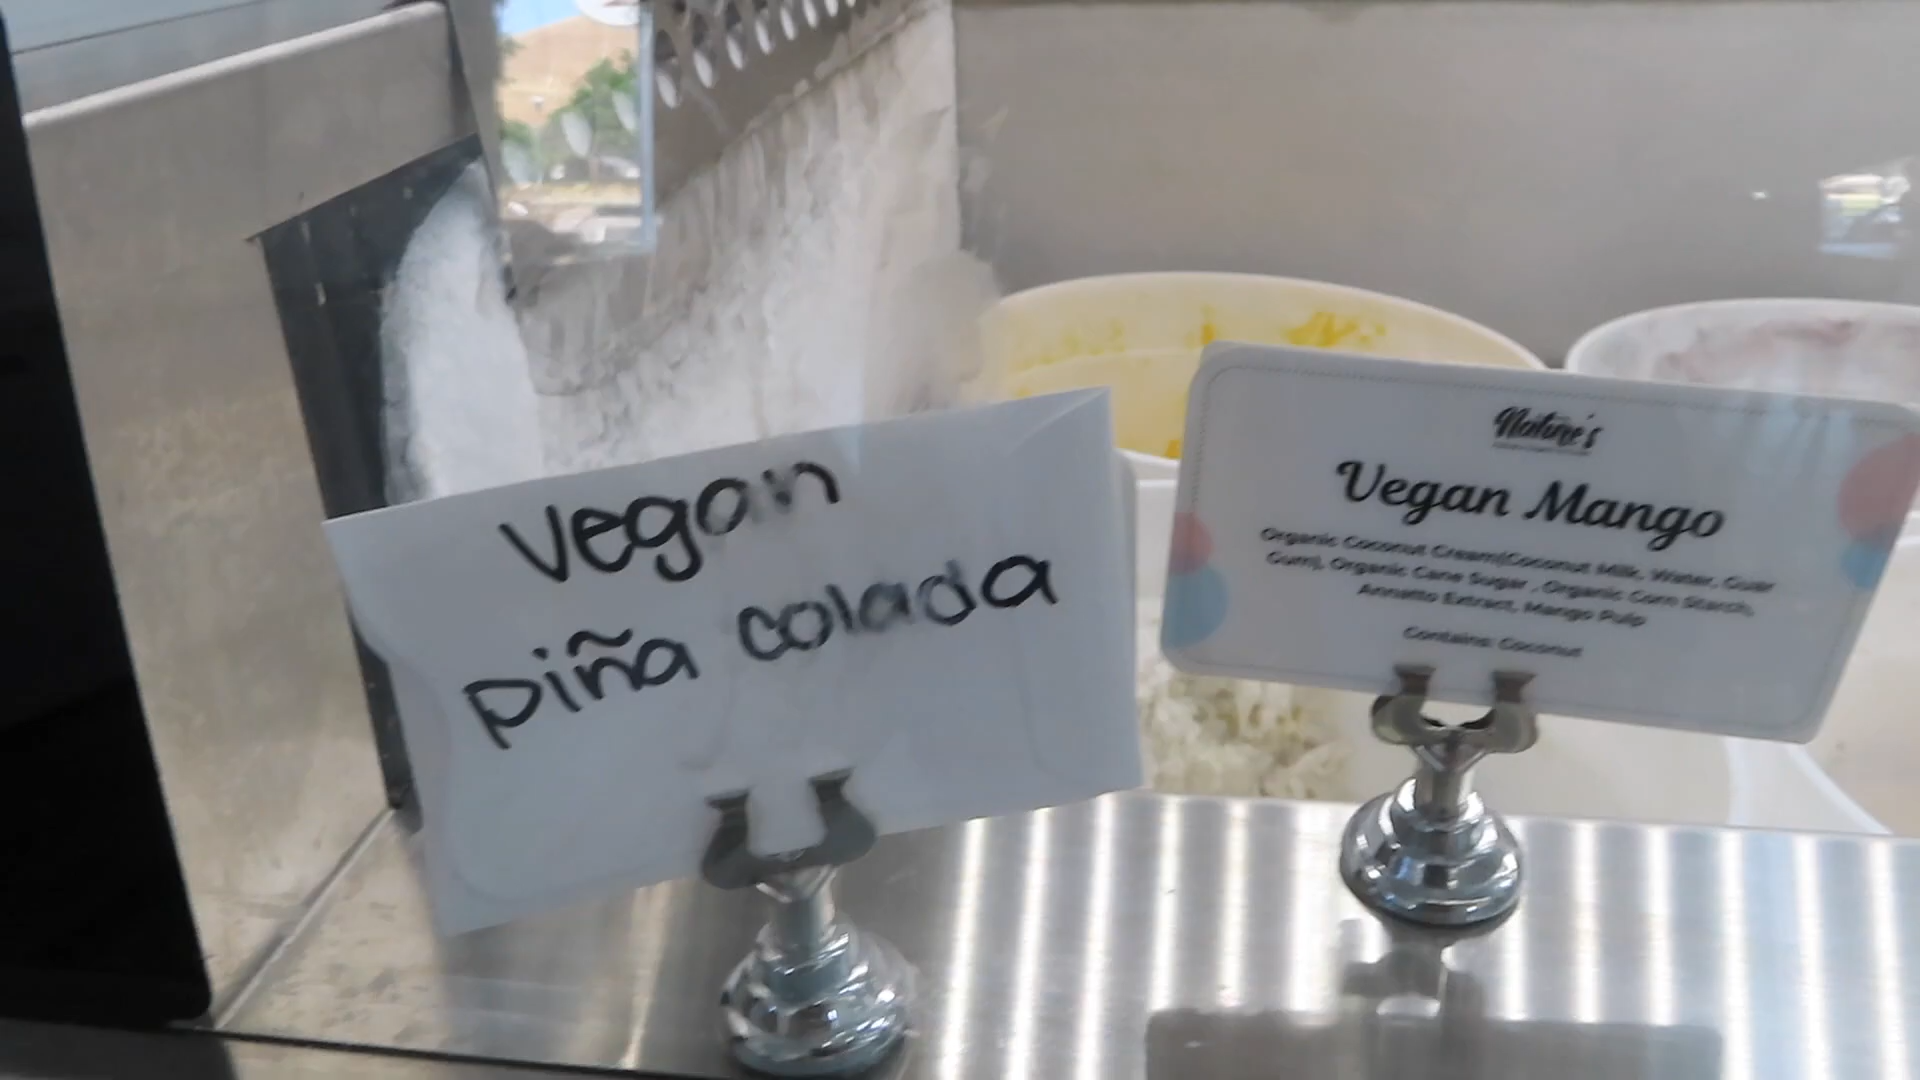 Vegan
piña colada
Vegan Mango
Organic Coconut Cream(Coconut Milk, Water, Guar
Gum), Organic Cane Sugar , Organic Corn Starch,
Annatto Extract, Mango Pulp
Contains: Coconut